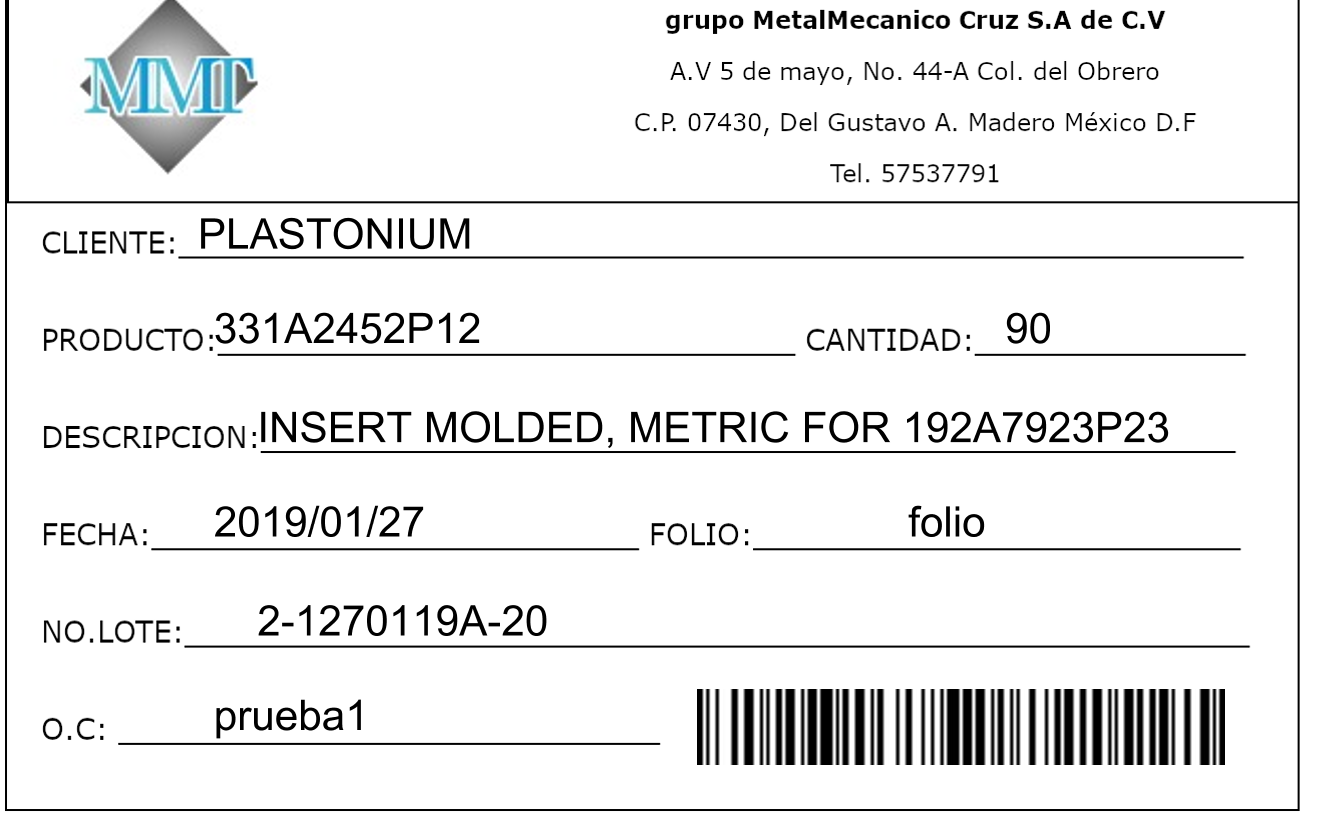 MMT
grupo MetalMecanico Cruz S.A de C.V
A.V 5 de mayo, No. 44-A Col. del Obrero
C.P. 07430, Del Gustavo A. Madero México D.F
Tel. 57537791
CLIENTE: PLASTONIUM
PRODUCTO: 331A2452P12 CANTIDAD: 90
DESCRIPCION: INSERT MOLDED, METRIC FOR 192A7923P23
FECHA: 2019/01/27 FOLIO: folio
NO.LOTE: 2-1270119A-20
O.C: prueba1